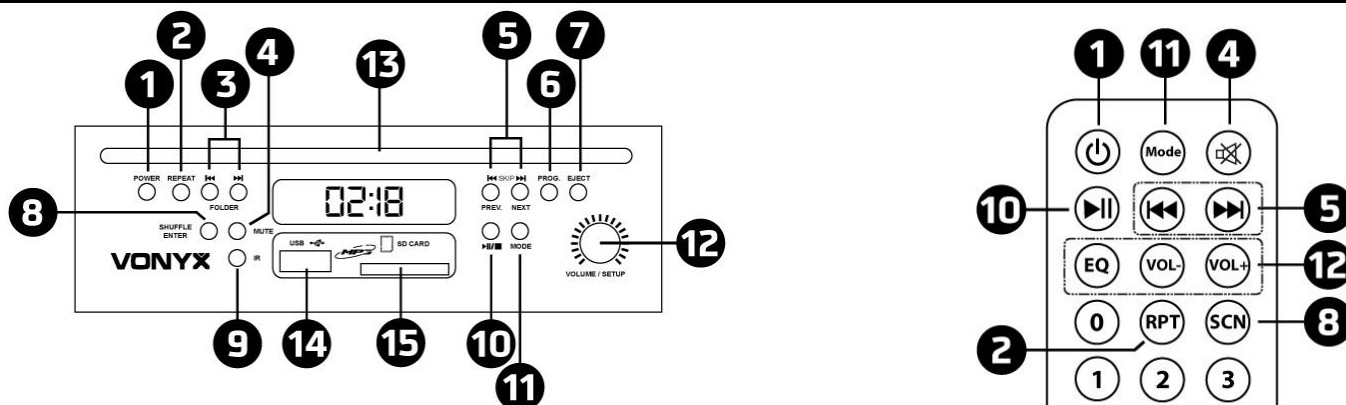 1 11 4
2 4 5 7
13
1 3 6
POWER REPEAT SKIP PROG. EJECT
FOLDER PREV. NEXT
02:18
8 SHUFFLE MUTE
ENTER
USB MP3 SD CARD MODE
VONYX IR
VOLUME / SETUP
12
9 14 15 10
11
Mode
10 5
EQ VOL- VOL+ 12
0 RPT SCN 8
2
1 2 3